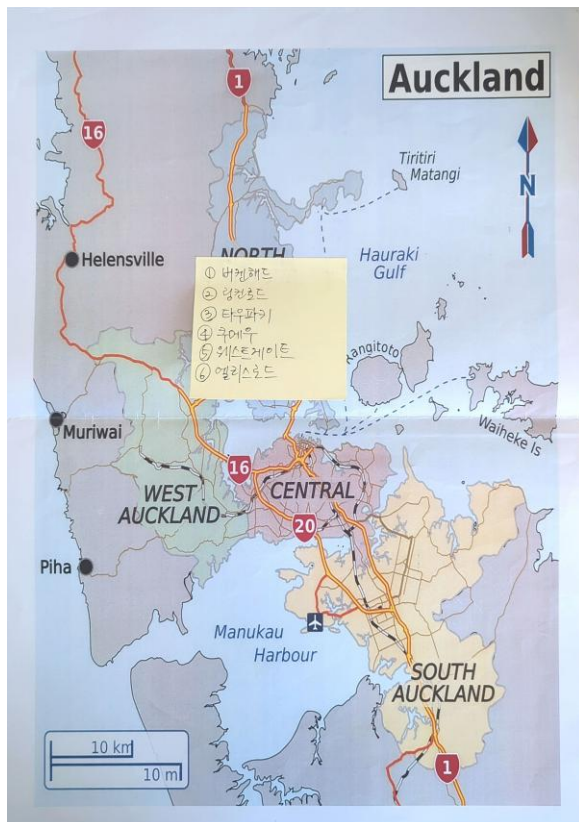 Auckland
1
16
Tiritiri
Matangi
N
Hauraki
Gulf
Helensville
NORTH
① 버켄헤드
② 링컨로드
③ 타우파키
④ 쿠메우
⑤ 웨스트게이트
⑥ 엘리스로드
Rangitoto
Waiheke Is
Muriwai
16
WEST
AUCKLAND
CENTRAL
20
Piha
Manukau
Harbour
SOUTH
AUCKLAND
10 km
10 m
1